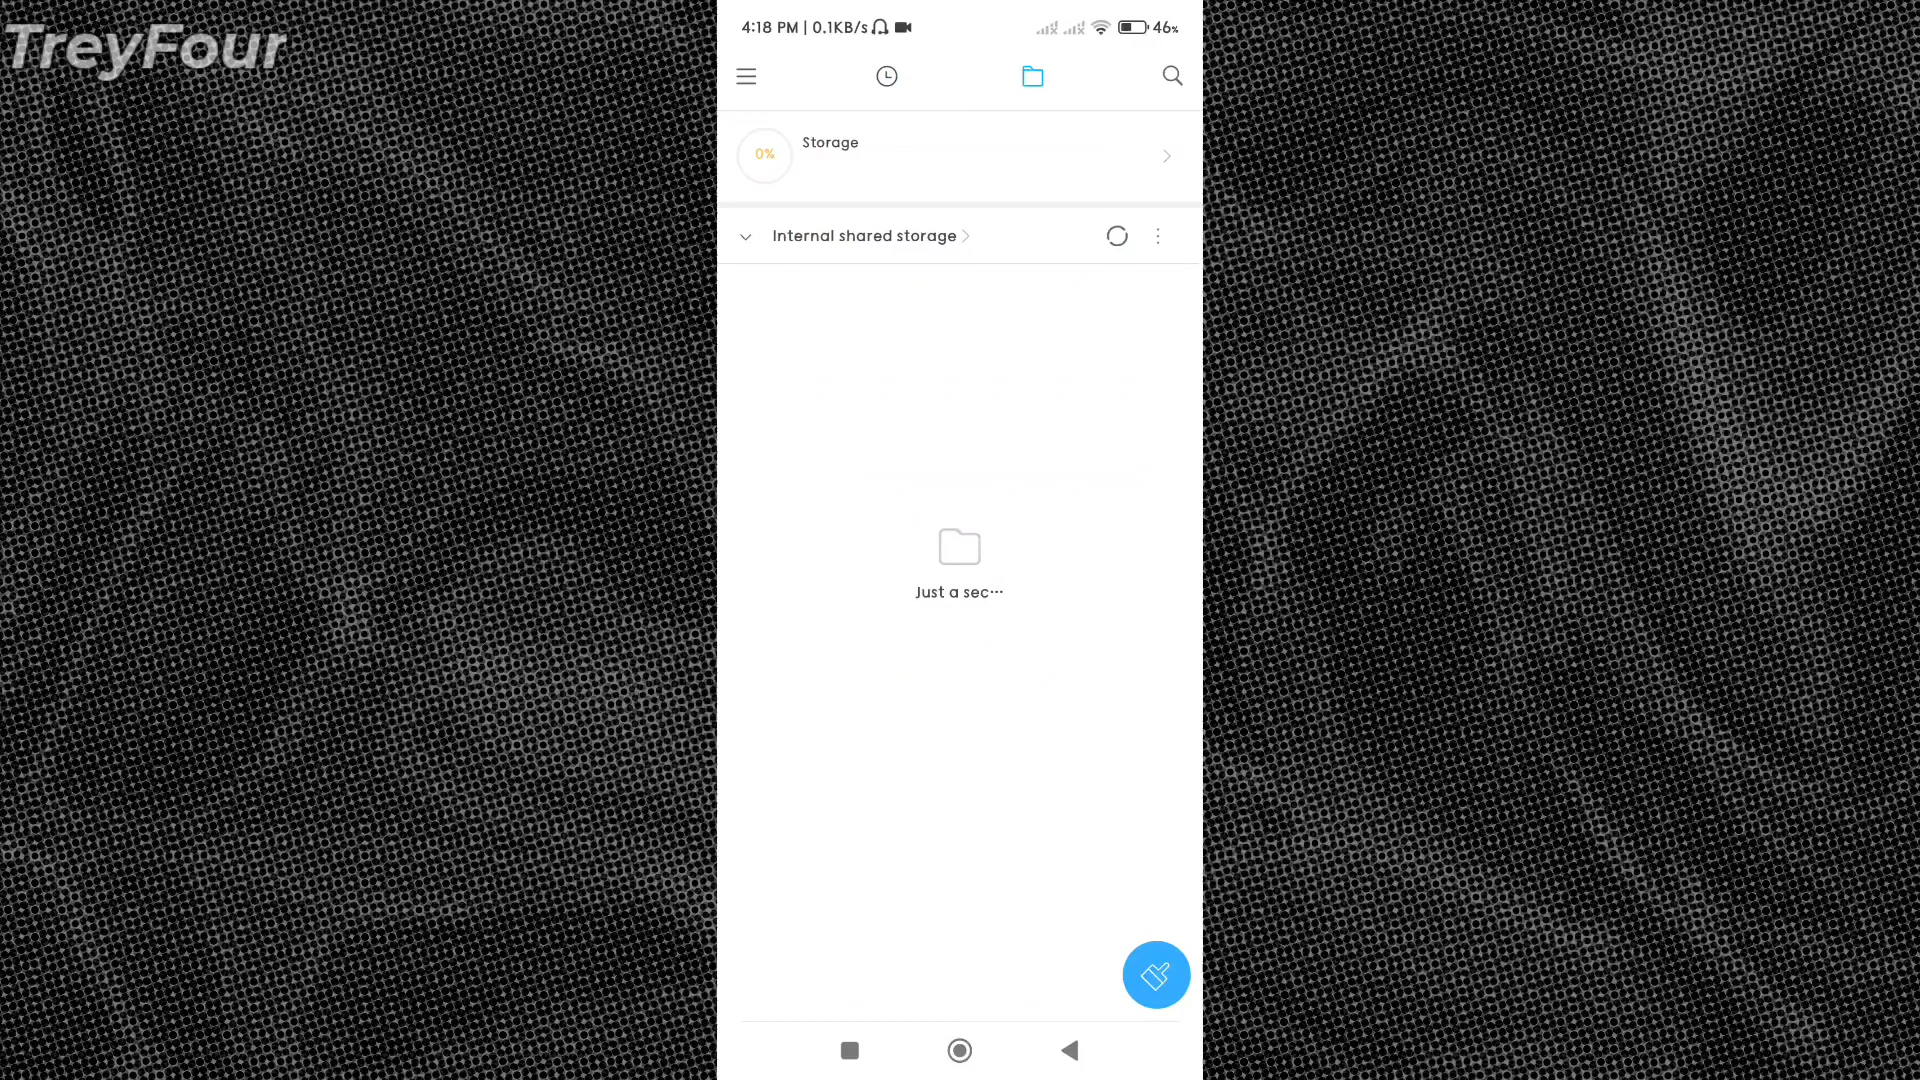 TreyFour
4:18 PM | 0.1KB/s
46%
0%
Storage
Internal shared storage
Just a sec···